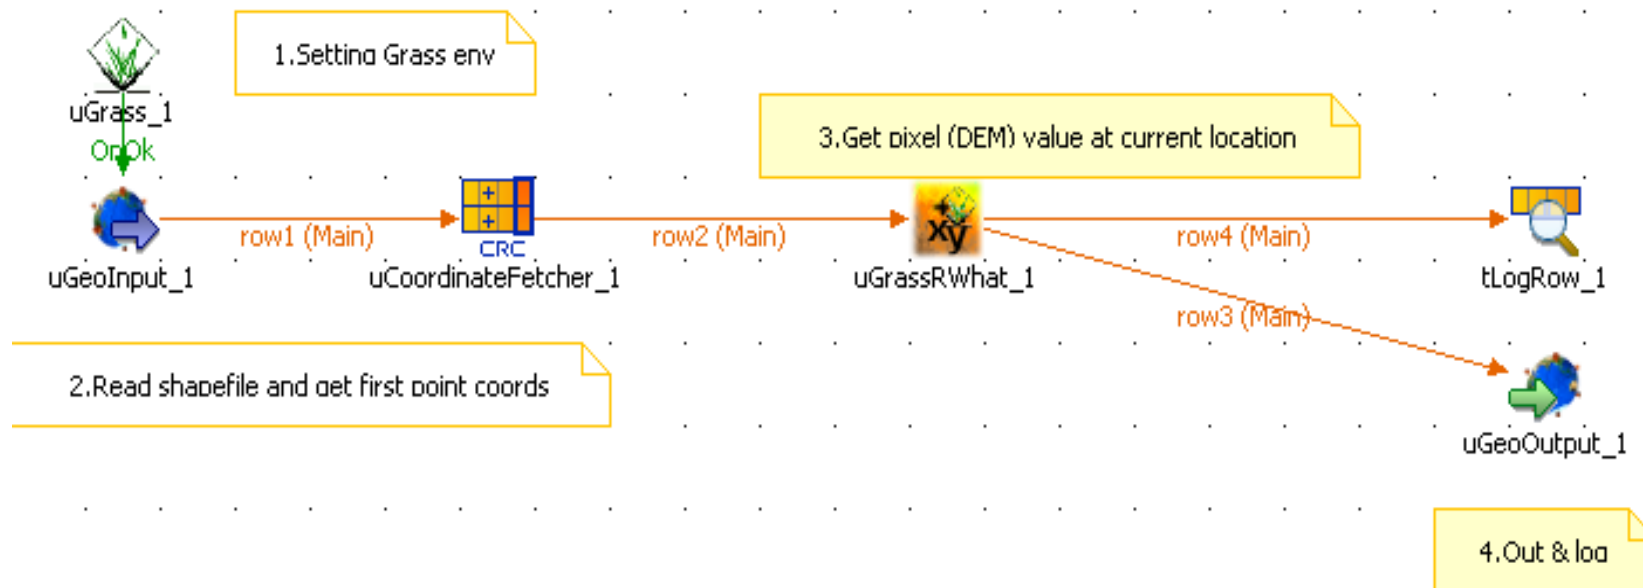 1.Setting Grass env
uGrass_1
OnOk
3.Get pixel (DEM) value at current location
row1 (Main)
CRC
row2 (Main)
xy
row4 (Main)
uGeoInput_1
uCoordinateFetcher_1
uGrassRWhat_1
tLogRow_1
row3 (Main)
2.Read shapefile and get first point coords
uGeoOutput_1
4.Out & log